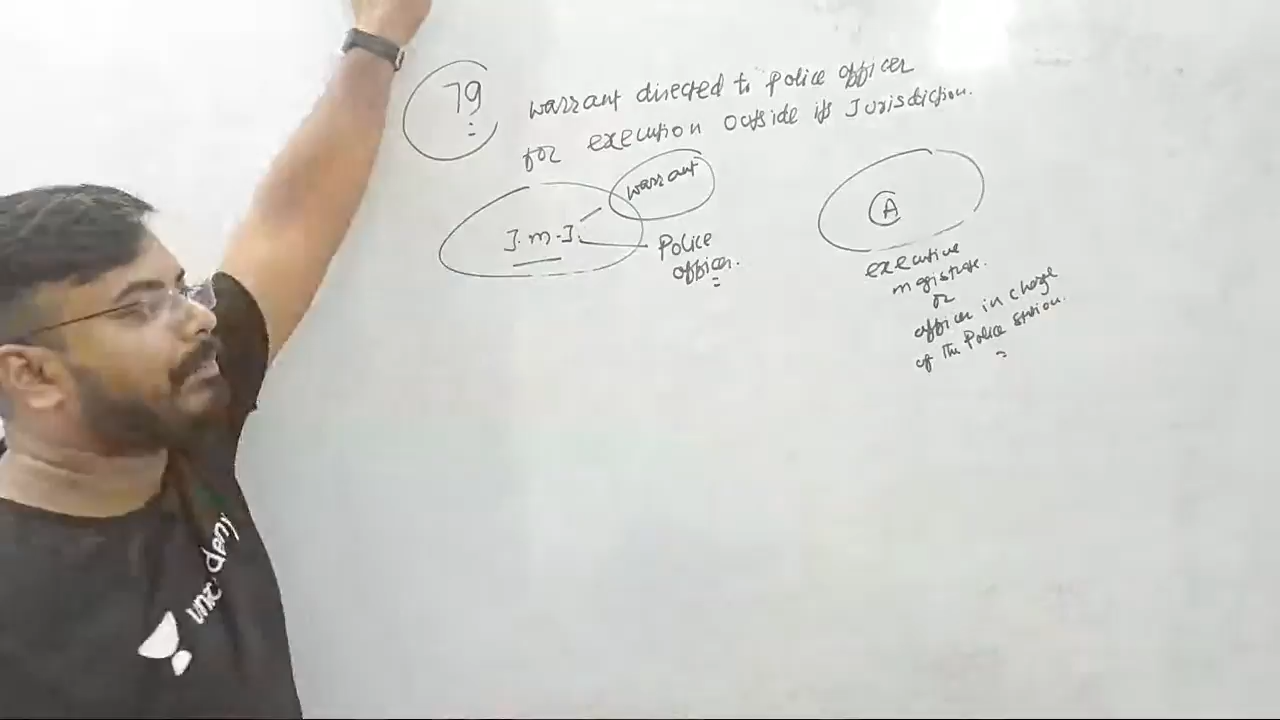 79
warrant directed to police officer
for execution outside its Jurisdiction.
warrant
J.M.I.
Police
officer.
A
executive
magistrate.
or
officer in charge
of the Police station.
unacademy